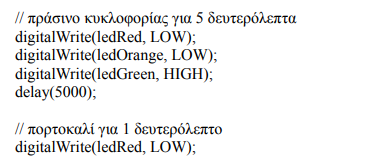 // πράσινο κυκλοφορίας για 5 δευτερόλεπτα
digitalWrite(ledRed, LOW);
digitalWrite(ledOrange, LOW);
digitalWrite(ledGreen, HIGH);
delay(5000);
// πορτοκαλί για 1 δευτερόλεπτο
digitalWrite(ledRed, LOW);